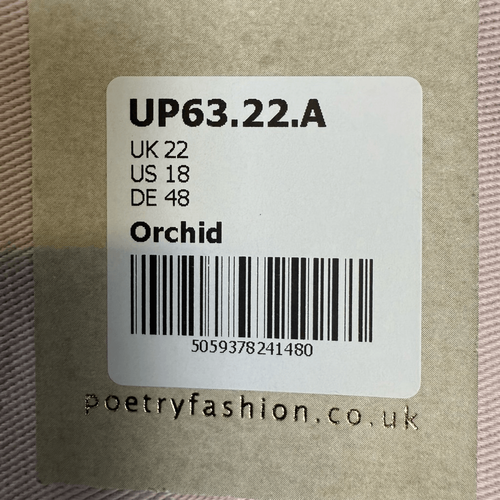 UP63.22.A
UK 22
US 18
DE 48
Orchid
5059378241480
poetryfashion.co.uk